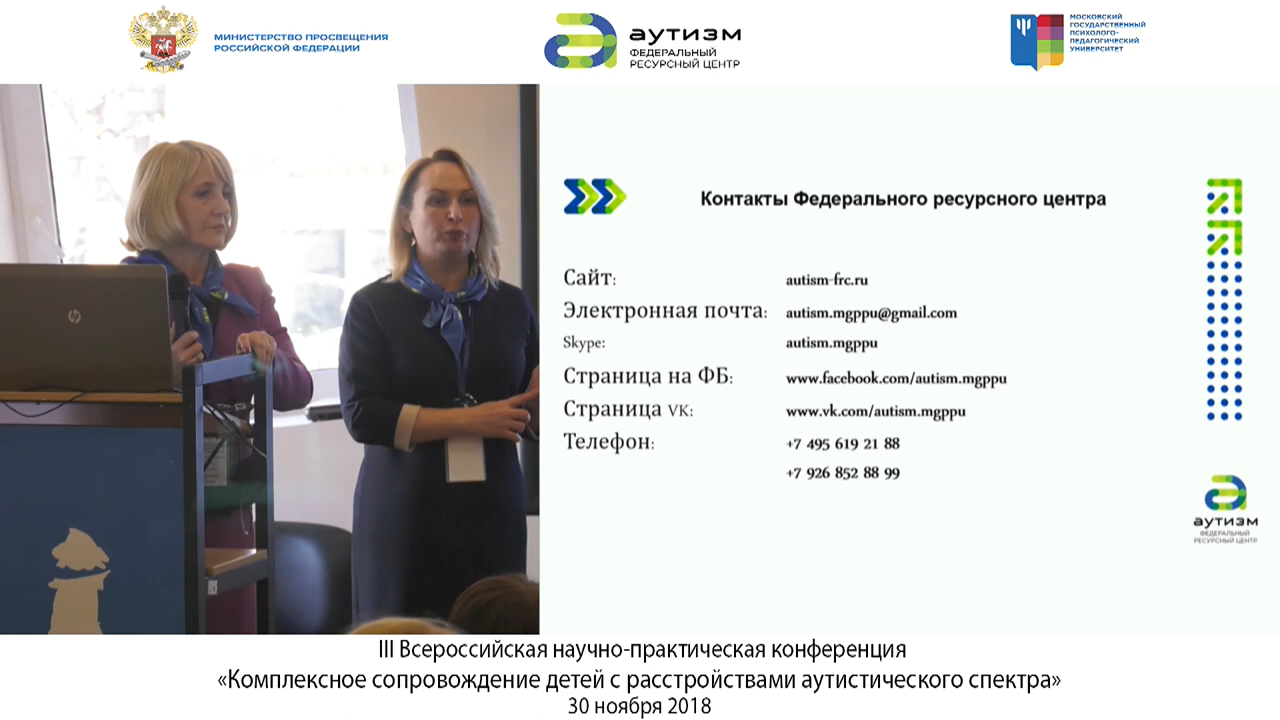 МИНИСТЕРСТВО ПРОСВЕЩЕНИЯ
РОССИЙСКОЙ ФЕДЕРАЦИИ
аутизм
ФЕДЕРАЛЬНЫЙ
РЕСУРСНЫЙ ЦЕНТР
МОСКОВСКИЙ
ГОСУДАРСТВЕННЫЙ
ПСИХОЛОГО-
ПЕДАГОГИЧЕСКИЙ
УНИВЕРСИТЕТ
hp
Контакты Федерального ресурсного центра
Сайт: autism-frc.ru
Электронная почта: autism.mgppu@gmail.com
Skype: autism.mgppu
Страница на ФБ: www.facebook.com/autism.mgppu
Страница VK: www.vk.com/autism.mgppu
Телефон: +7 495 619 21 88
+7 926 852 88 99
аутизм
ФЕДЕРАЛЬНЫЙ
РЕСУРСНЫЙ ЦЕНТР
III Всероссийская научно-практическая конференция
«Комплексное сопровождение детей с расстройствами аутистического спектра»
30 ноября 2018